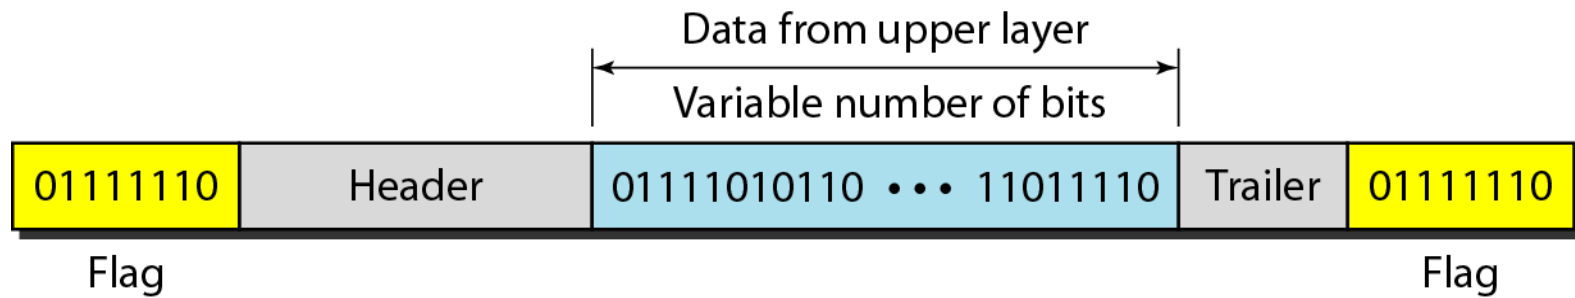 Data from upper layer
Variable number of bits
01111110 Header 01111010110 ••• 11011110 Trailer 01111110
Flag Flag